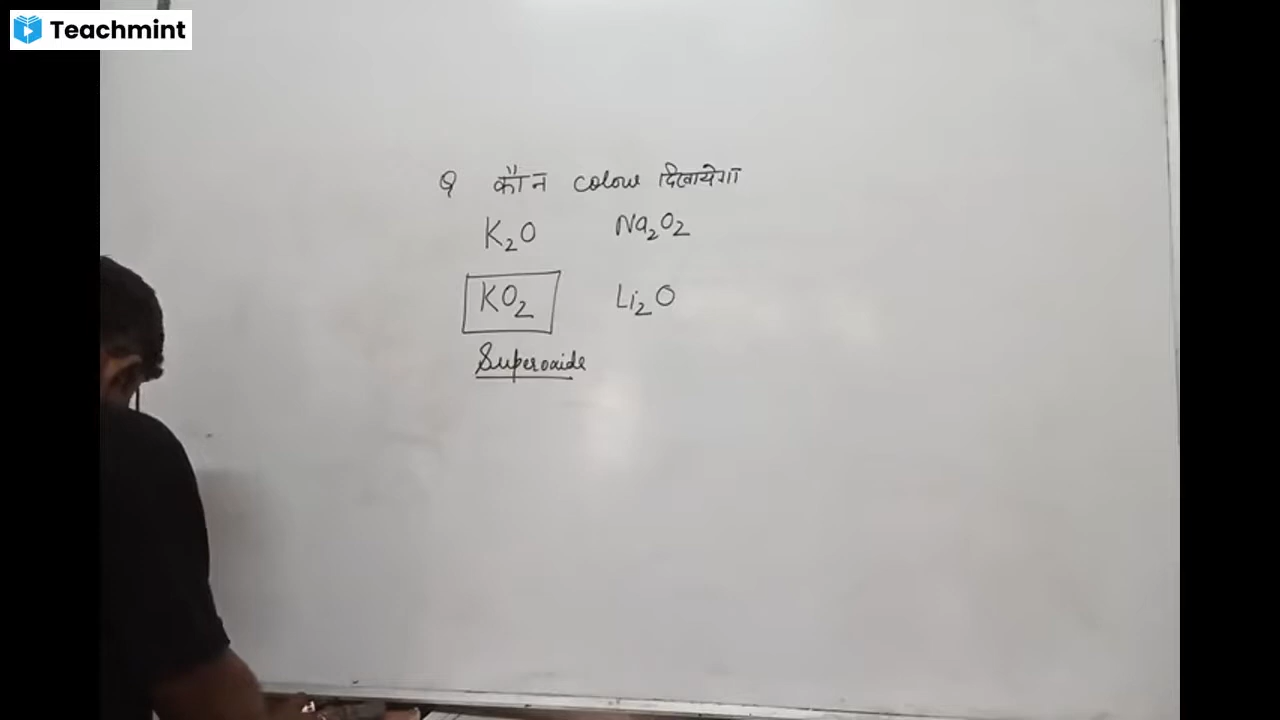 Teachmint
Q कौन colour दिखायेगा
K₂O Na₂O₂
KO₂ Li₂O
Superoxide